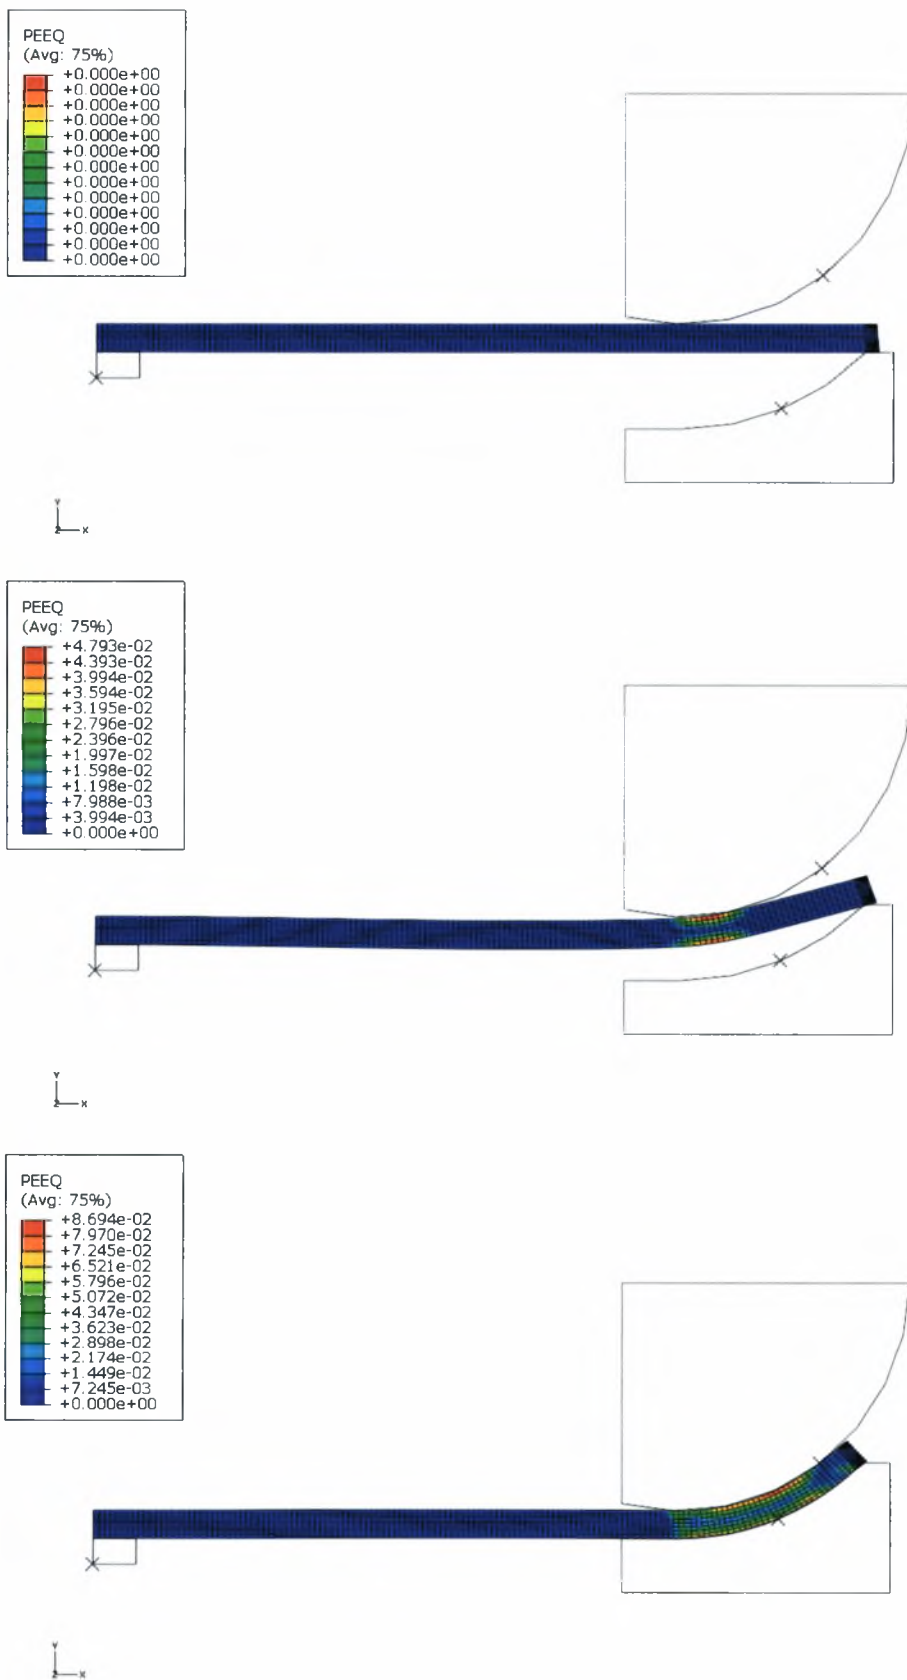 PEEQ
(Avg: 75%)
+0.000e+00
+0.000e+00
+0.000e+00
+0.000e+00
+0.000e+00
+0.000e+00
+0.000e+00
+0.000e+00
+0.000e+00
+0.000e+00
+0.000e+00
+0.000e+00
+0.000e+00
Y
Z X
PEEQ
(Avg: 75%)
+4.793e-02
+4.393e-02
+3.994e-02
+3.594e-02
+3.195e-02
+2.796e-02
+2.396e-02
+1.997e-02
+1.598e-02
+1.198e-02
+7.988e-03
+3.994e-03
+0.000e+00
Y
Z X
PEEQ
(Avg: 75%)
+8.694e-02
+7.970e-02
+7.245e-02
+6.521e-02
+5.796e-02
+5.072e-02
+4.347e-02
+3.623e-02
+2.898e-02
+2.174e-02
+1.449e-02
+7.245e-03
+0.000e+00
Y
Z X